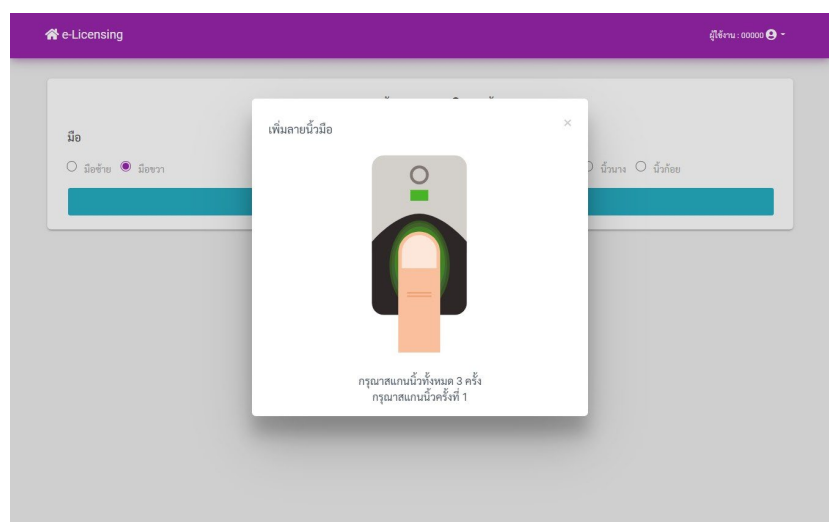 e-Licensing
ผู้ใช้งาน : 00000
เพิ่มลายนิ้วมือ
×
มือ
มือซ้าย มือขวา
นิ้วนาง นิ้วก้อย
กรุณาสแกนนิ้วทั้งหมด 3 ครั้ง
กรุณาสแกนนิ้วครั้งที่ 1